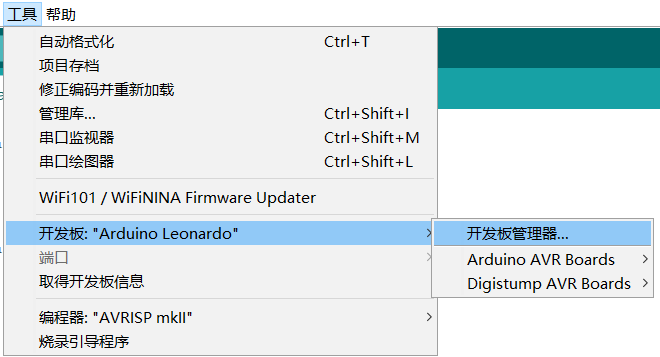 工具 帮助
自动格式化 Ctrl+T
项目存档
修正编码并重新加载
管理库... Ctrl+Shift+I
串口监视器 Ctrl+Shift+M
串口绘图器 Ctrl+Shift+L
WiFi101 / WiFiNINA Firmware Updater
开发板: "Arduino Leonardo"
开发板管理器...
Arduino AVR Boards
Digistump AVR Boards
端口
取得开发板信息
编程器: "AVRISP mkII"
烧录引导程序